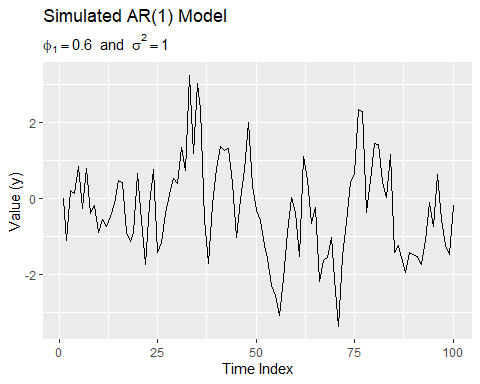 Simulated AR(1) Model
ϕ₁ = 0.6 and σ² = 1
Value (y)
2
0
-2
0 25 50 75 100
Time Index